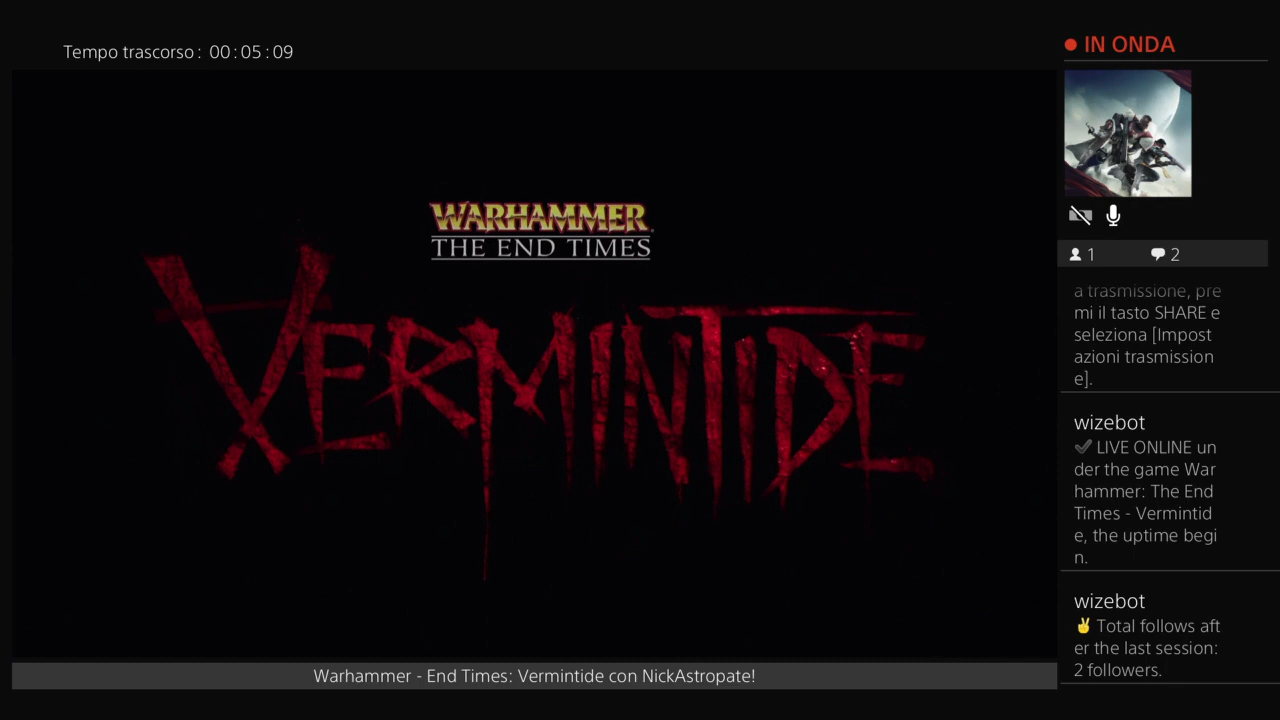 Tempo trascorso: 00:05:09
IN ONDA
WARHAMMER
THE END TIMES
VERMINTIDE
1 2
a trasmissione, pre
mi il tasto SHARE e
seleziona [Impost
azioni trasmission
e].
wizebot
✔ LIVE ONLINE un
der the game War
hammer: The End
Times - Vermintid
e, the uptime begi
n.
wizebot
✌ Total follows aft
er the last session:
2 followers.
Warhammer - End Times: Vermintide con NickAstropate!